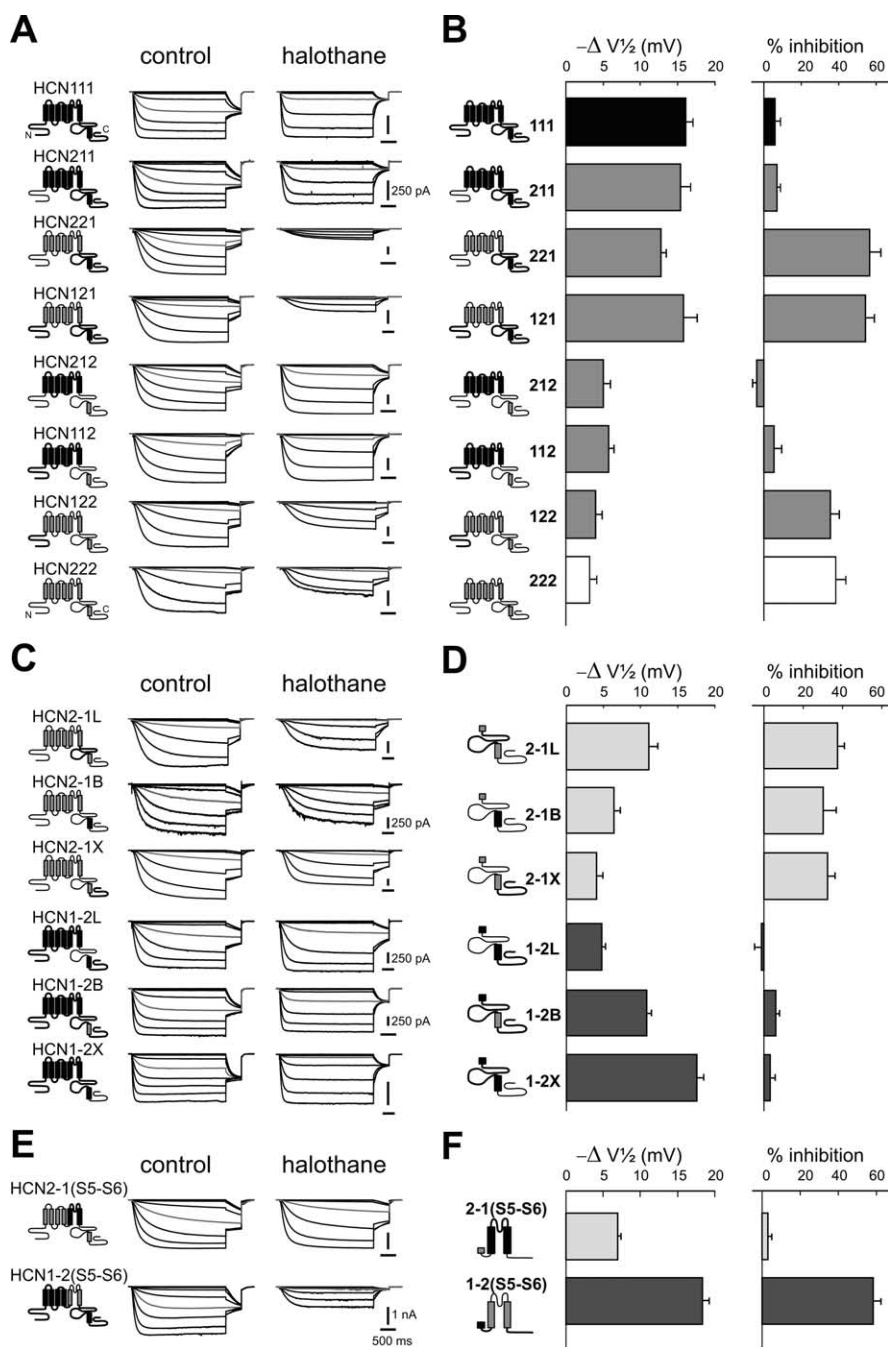 A
control halothane
HCN111
N C
HCN211
250 pA
HCN221
HCN121
HCN212
HCN112
HCN122
HCN222
N C
B
−Δ V½ (mV) % inhibition
0 5 10 15 20 0 20 40 60
111
211
221
121
212
112
122
222
C
control halothane
HCN2-1L
HCN2-1B
250 pA
HCN2-1X
HCN1-2L
250 pA
HCN1-2B
250 pA
HCN1-2X
D
−Δ V½ (mV) % inhibition
0 5 10 15 20 0 20 40 60
2-1L
2-1B
2-1X
1-2L
1-2B
1-2X
E
control halothane
HCN2-1(S5-S6)
HCN1-2(S5-S6)
1 nA
500 ms
F
−Δ V½ (mV) % inhibition
0 5 10 15 20 0 20 40 60
2-1(S5-S6)
1-2(S5-S6)